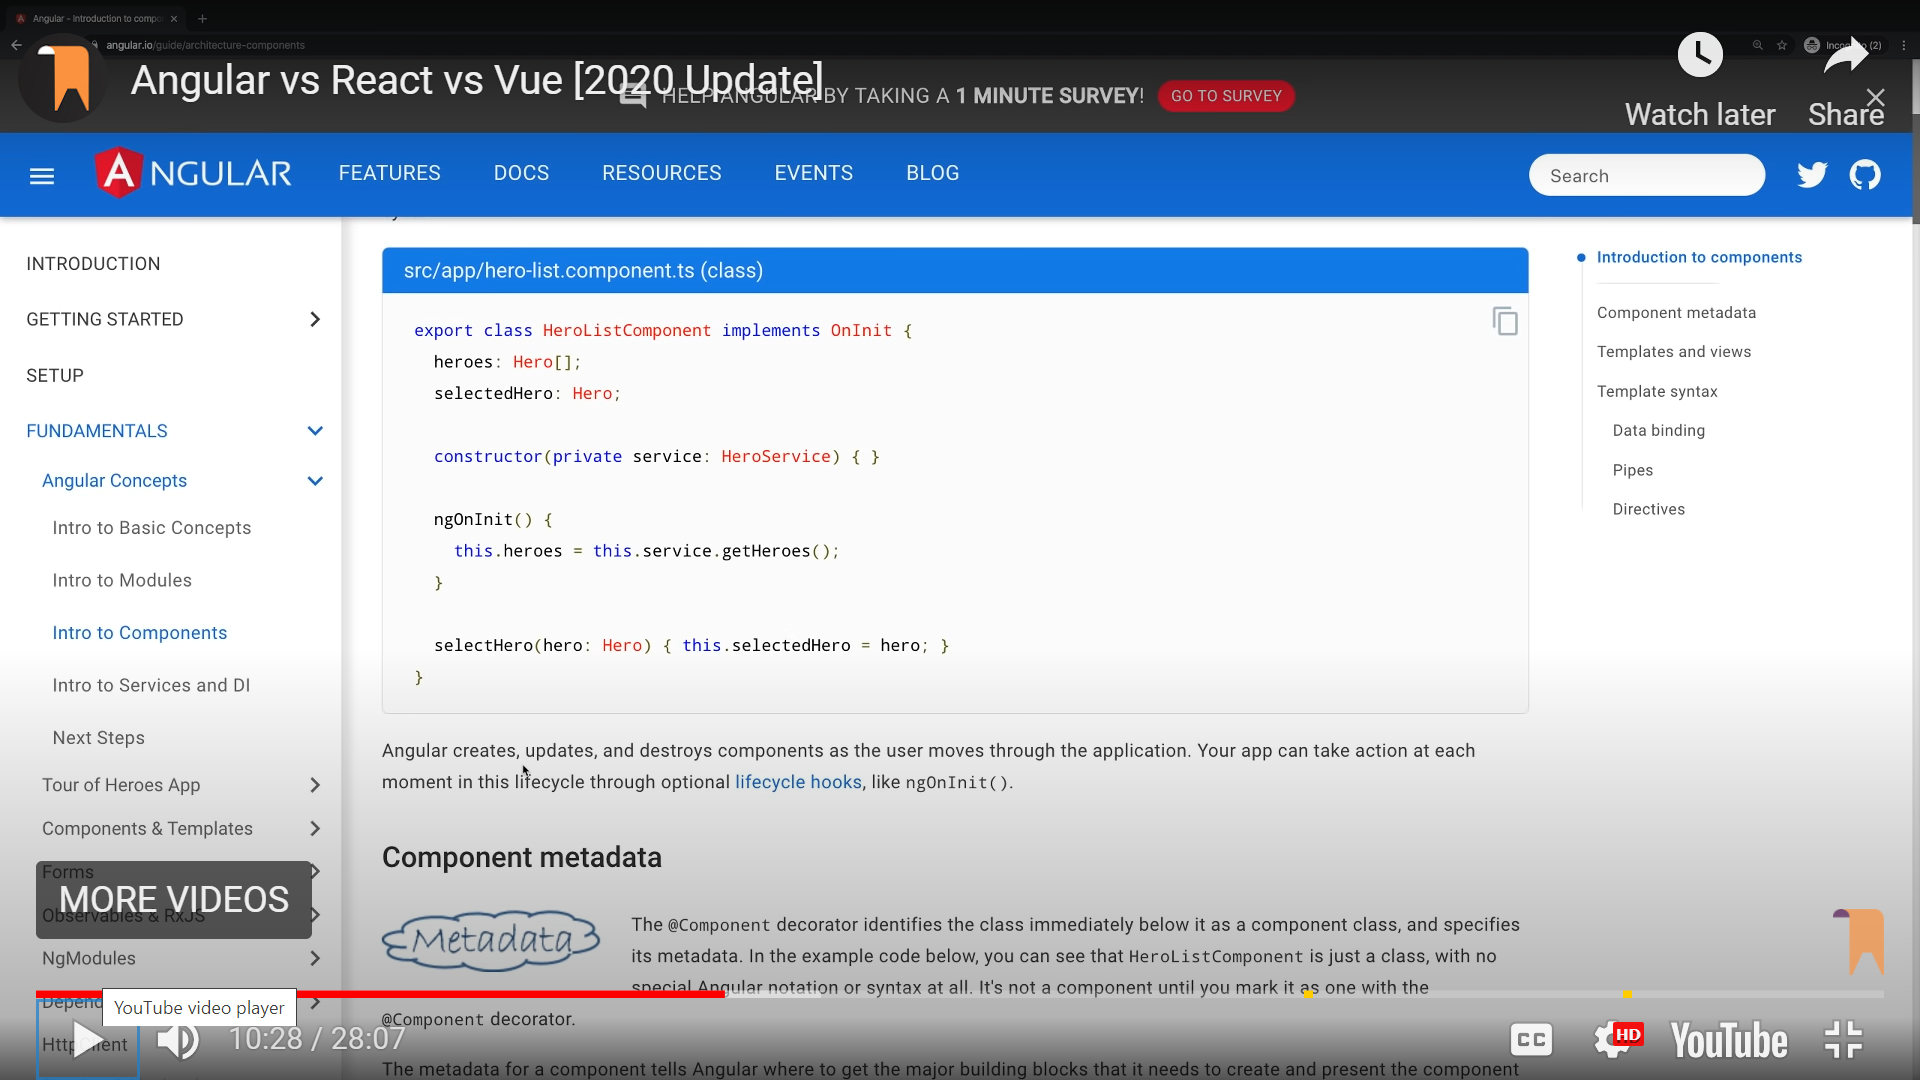 Angular - Introduction to compo
angular.io/guide/architecture-components
(2)
Angular vs React vs Vue [2020 Update]
HELP ANGULAR BY TAKING A 1 MINUTE SURVEY!
GO TO SURVEY
Watch later
Share
ANGULAR
FEATURES
DOCS
RESOURCES
EVENTS
BLOG
Search
INTRODUCTION
GETTING STARTED
SETUP
FUNDAMENTALS
Angular Concepts
Intro to Basic Concepts
Intro to Modules
Intro to Components
Intro to Services and DI
Next Steps
Tour of Heroes App
Components & Templates
Forms
MORE VIDEOS
Observables & RxJS
NgModules
YouTube video player
src/app/hero-list.component.ts (class)
export class HeroListComponent implements OnInit {
heroes: Hero[];
selectedHero: Hero;
constructor(private service: HeroService) { }
ngOnInit() {
this.heroes = this.service.getHeroes();
}
selectHero(hero: Hero) { this.selectedHero = hero; }
}
Angular creates, updates, and destroys components as the user moves through the application. Your app can take action at each
moment in this lifecycle through optional lifecycle hooks, like ngOnInit().
Component metadata
Metadata
The @Component decorator identifies the class immediately below it as a component class, and specifies
its metadata. In the example code below, you can see that HeroListComponent is just a class, with no
special Angular notation or syntax at all. It's not a component until you mark it as one with the
@Component decorator.
The metadata for a component tells Angular where to get the major building blocks that it needs to create and present the component
Introduction to components
Component metadata
Templates and views
Template syntax
Data binding
Pipes
Directives
10:28 / 28:07
CC
HD
YouTube